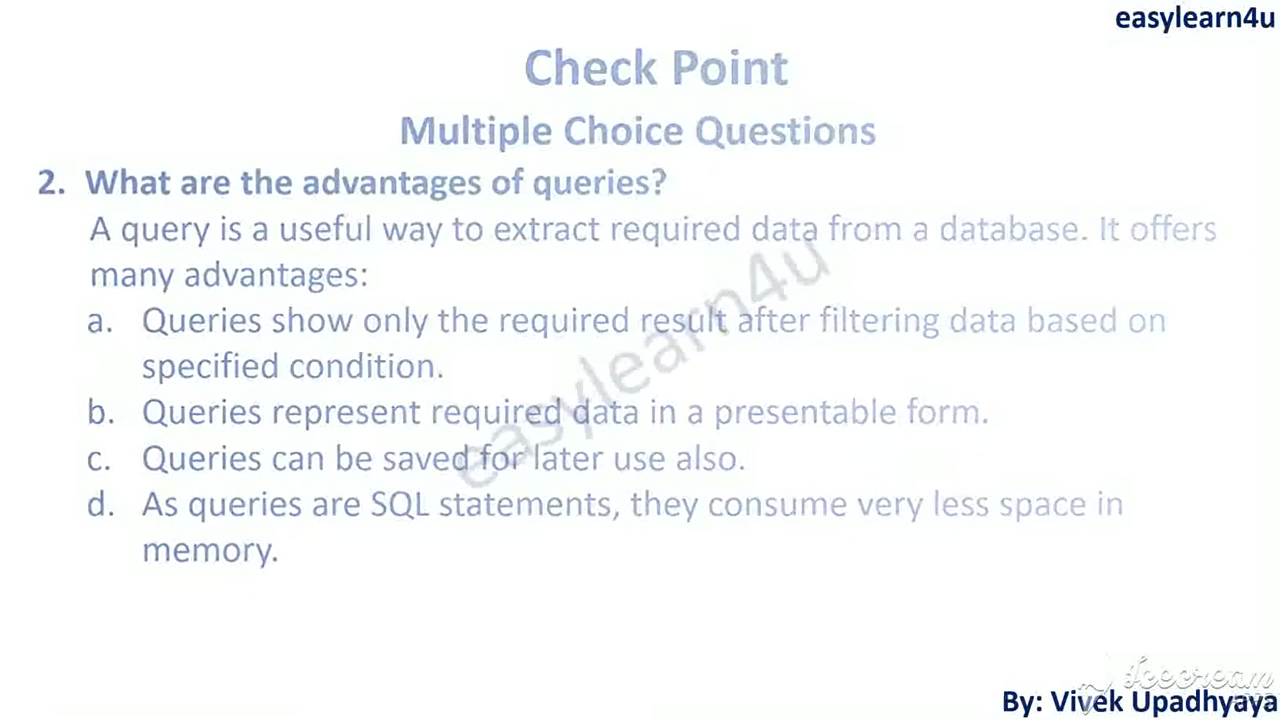 easylearn4u
Check Point
Multiple Choice Questions
2. What are the advantages of queries?
A query is a useful way to extract required data from a database. It offers
many advantages:
a. Queries show only the required result after filtering data based on
specified condition.
b. Queries represent required data in a presentable form.
c. Queries can be saved for later use also.
d. As queries are SQL statements, they consume very less space in
memory.
easylearn4u
Icecream
By: Vivek Upadhyaya